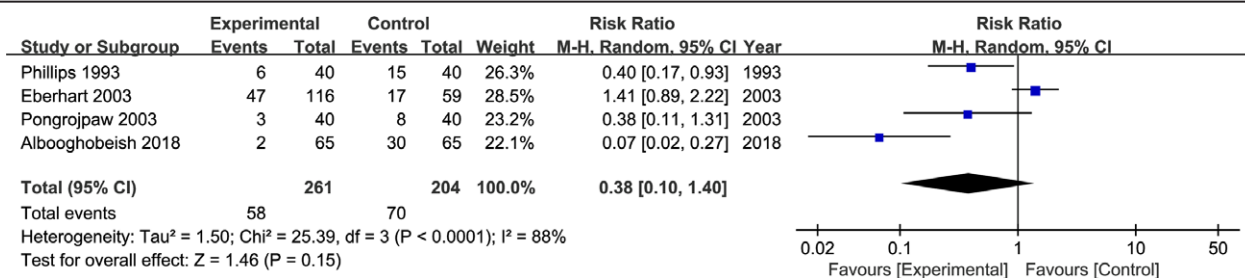 Experimental Control Risk Ratio Risk Ratio
Study or Subgroup Events Total Events Total Weight M-H, Random, 95% CI Year M-H, Random, 95% CI
Phillips 1993 6 40 15 40 26.3% 0.40 [0.17, 0.93] 1993
Eberhart 2003 47 116 17 59 28.5% 1.41 [0.89, 2.22] 2003
Pongrojpaw 2003 3 40 8 40 23.2% 0.38 [0.11, 1.31] 2003
Albooghobeish 2018 2 65 30 65 22.1% 0.07 [0.02, 0.27] 2018
Total (95% CI) 261 204 100.0% 0.38 [0.10, 1.40]
Total events 58 70
Heterogeneity: Tau² = 1.50; Chi² = 25.39, df = 3 (P < 0.0001); I² = 88%
Test for overall effect: Z = 1.46 (P = 0.15)
0.02 0.1 1 10 50
Favours [Experimental] Favours [Control]